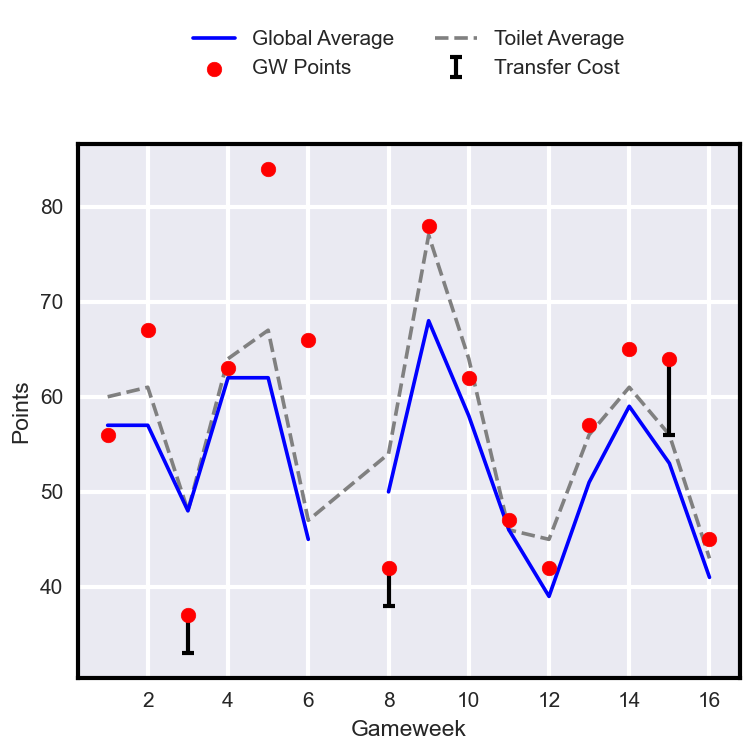 Global Average
Toilet Average
GW Points
Transfer Cost
80
70
60
50
40
Points
2 4 6 8 10 12 14 16
Gameweek